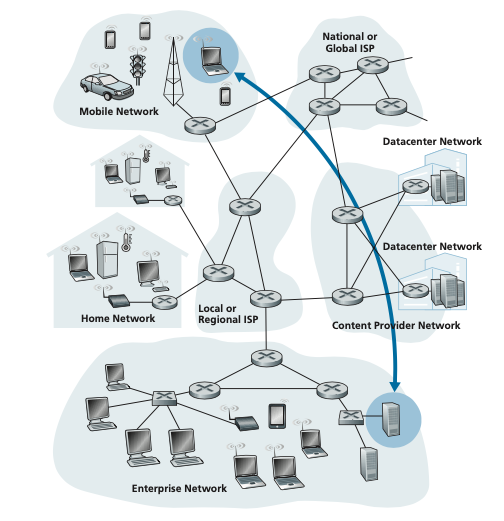 National or
Global ISP
Mobile Network
Datacenter Network
Datacenter Network
Home Network
Local or
Regional ISP
Content Provider Network
Enterprise Network